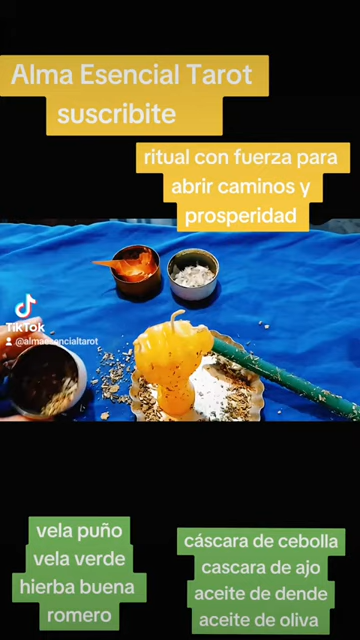 Alma Esencial Tarot
suscribite
ritual con fuerza para
abrir caminos y
prosperidad
TikTok
@almaesencialtarot
vela puño
vela verde
hierba buena
romero
cáscara de cebolla
cascara de ajo
aceite de dende
aceite de oliva